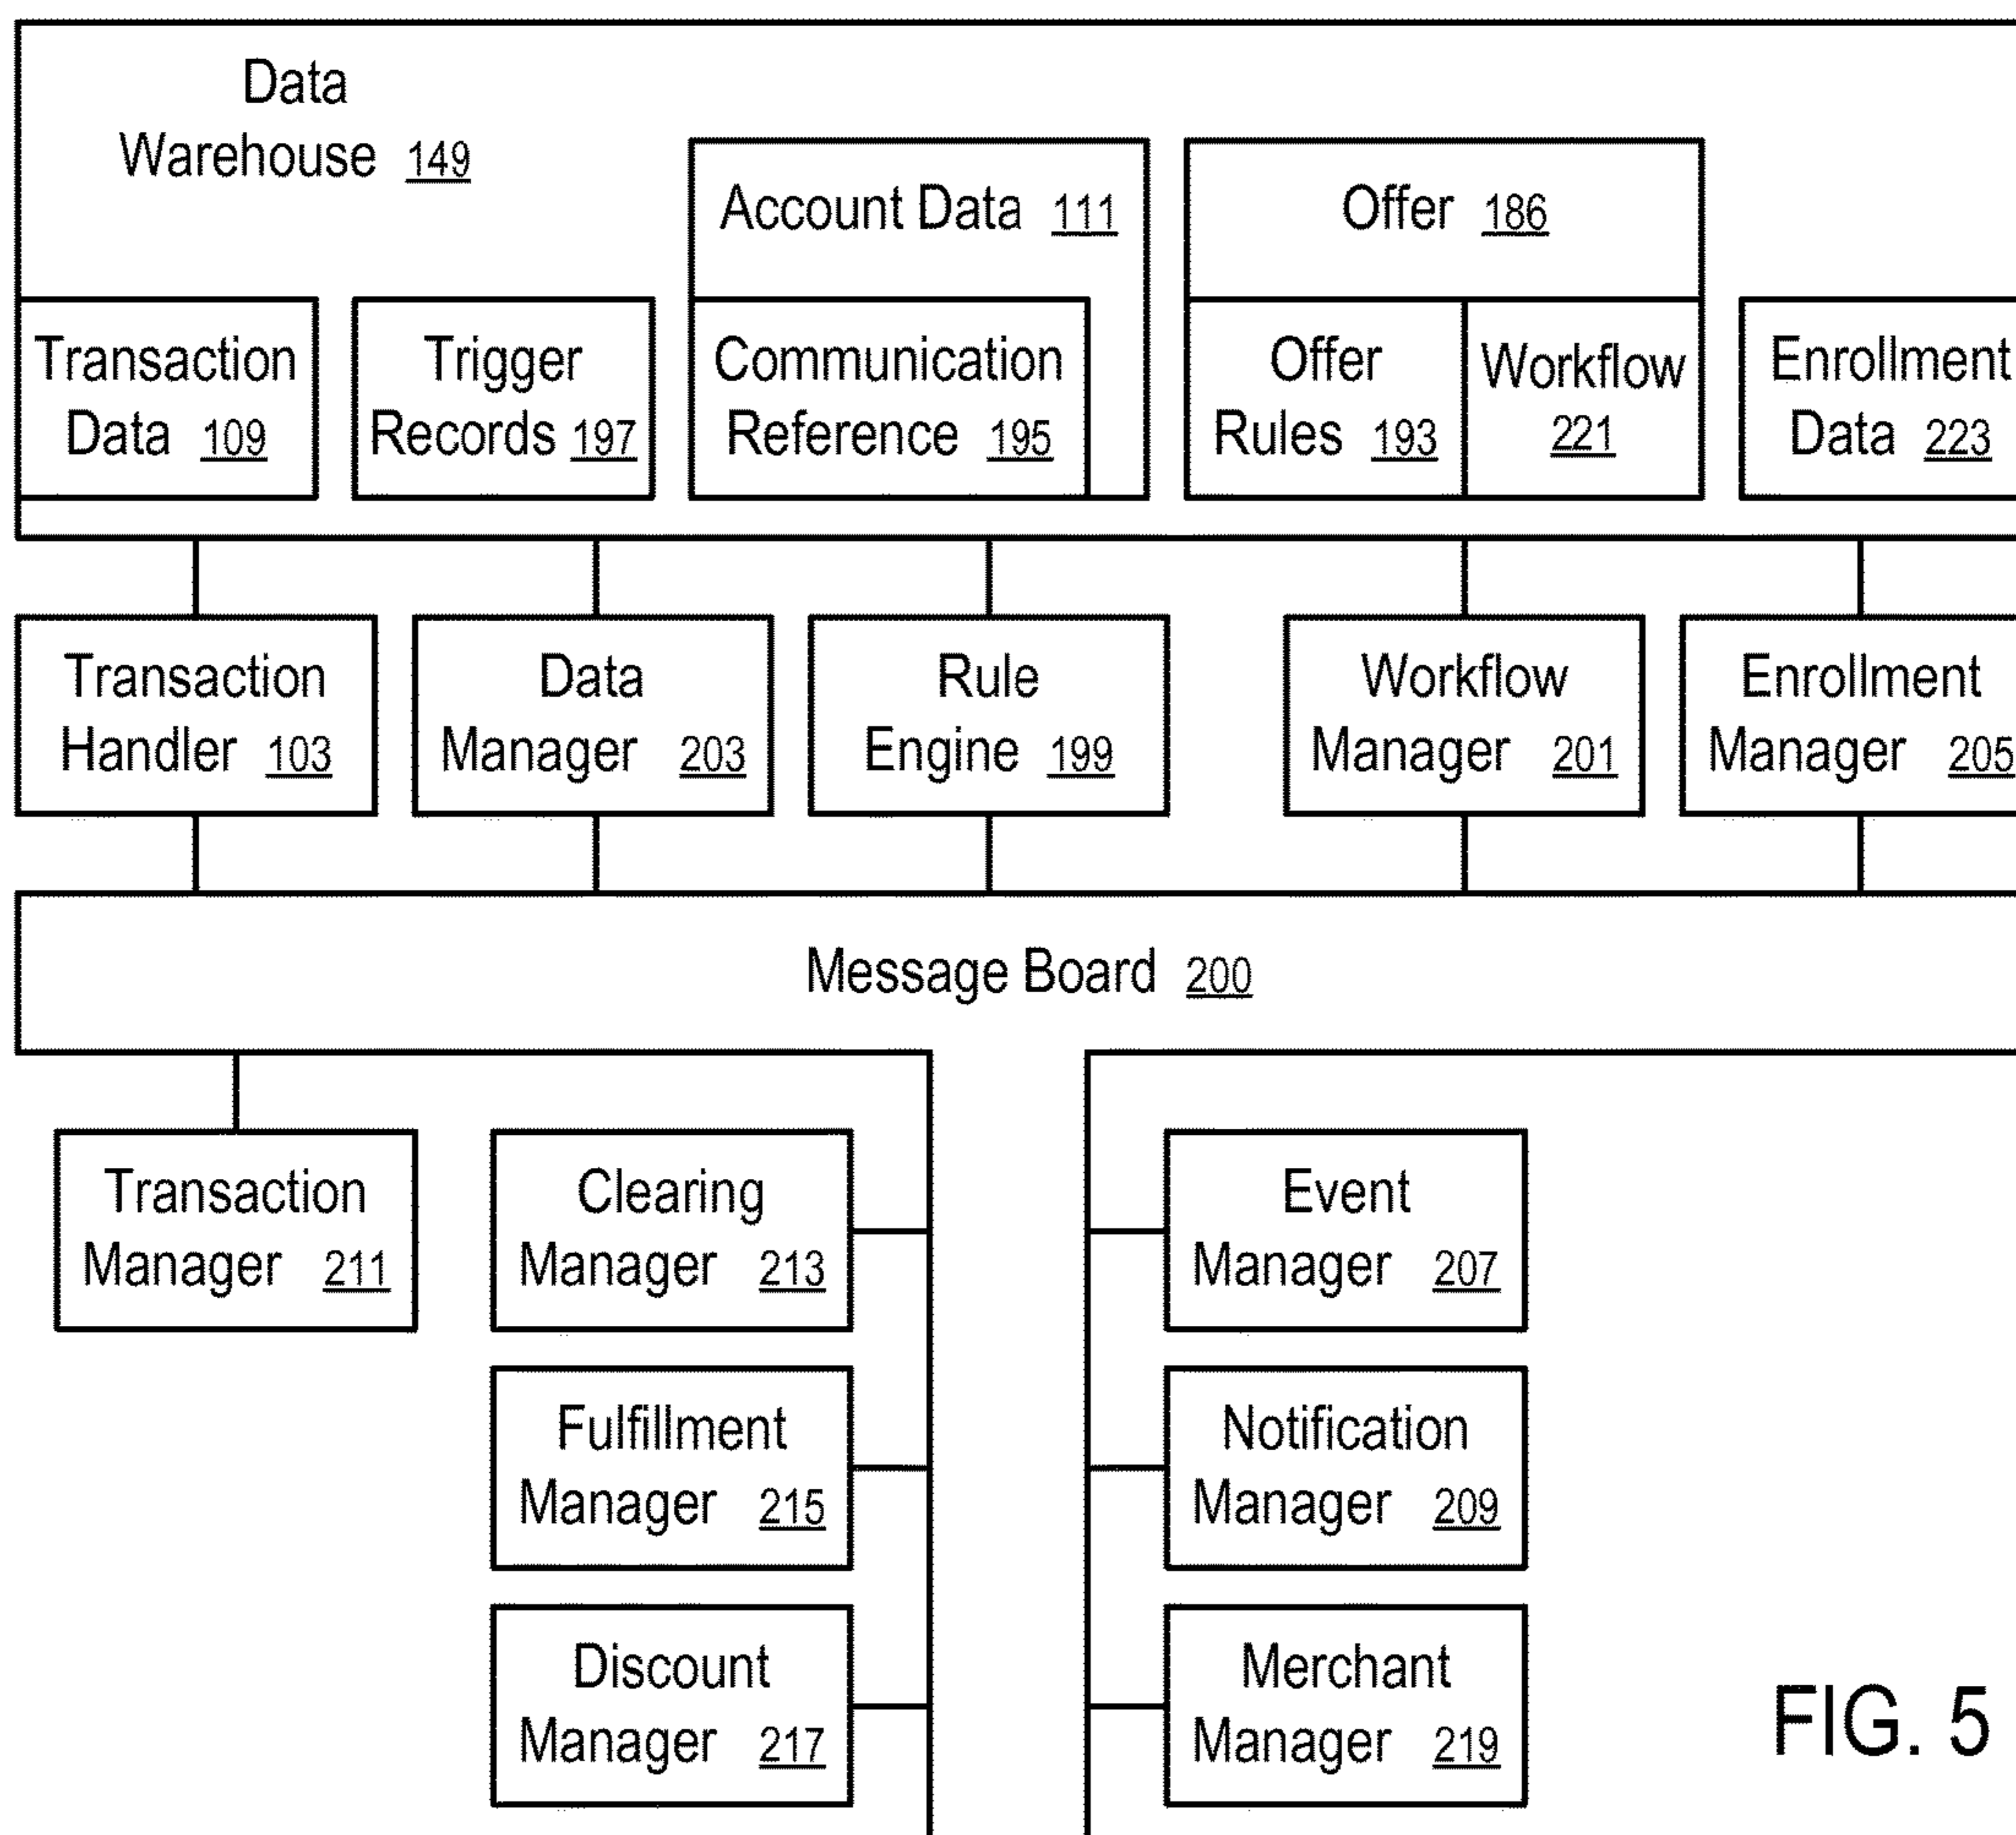 Data
Warehouse 149
Account Data 111
Offer 186
Transaction
Data 109
Trigger
Records 197
Communication
Reference 195
Offer
Rules 193
Workflow
221
Enrollment
Data 223
Transaction
Handler 103
Data
Manager 203
Rule
Engine 199
Workflow
Manager 201
Enrollment
Manager 205
Message Board 200
Transaction
Manager 211
Clearing
Manager 213
Event
Manager 207
Fulfillment
Manager 215
Notification
Manager 209
Discount
Manager 217
Merchant
Manager 219
FIG. 5